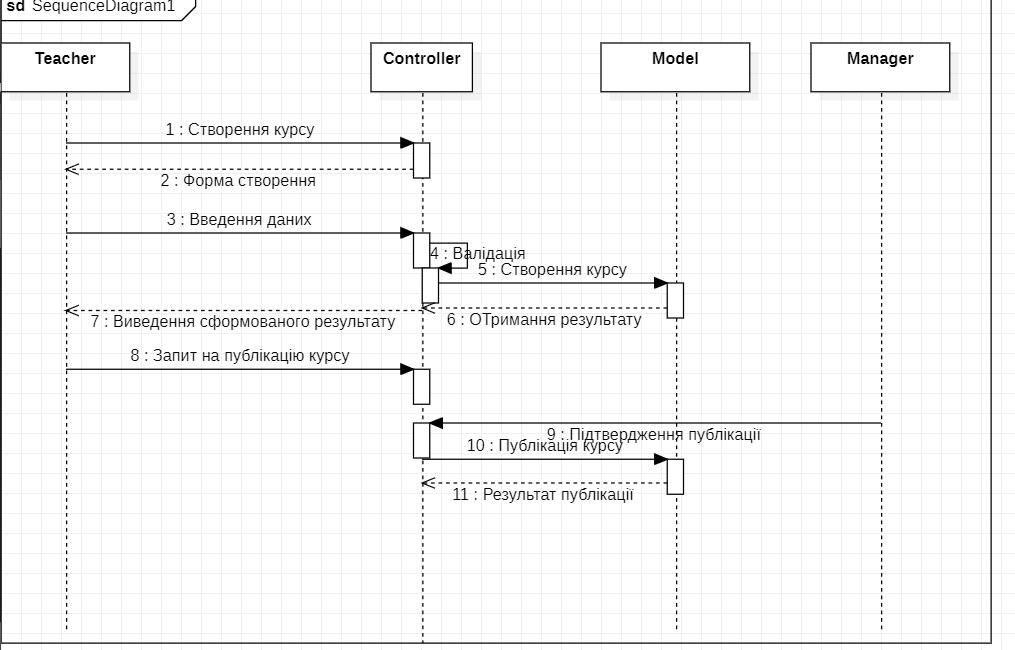 sd SequenceDiagram1
Teacher Controller Model Manager
1 : Створення курсу
2 : Форма створення
3 : Введення даних
4 : Валідація
5 : Створення курсу
6 : ОТримання результату
7 : Виведення сформованого результату
8 : Запит на публікацію курсу
9 : Підтвердження публікації
10 : Публікація курсу
11 : Результат публікації